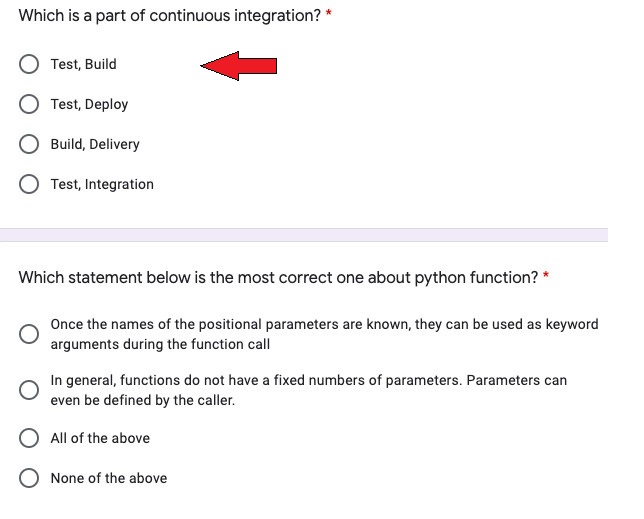 Which is a part of continuous integration? *
Test, Build
Test, Deploy
Build, Delivery
Test, Integration
Which statement below is the most correct one about python function? *
Once the names of the positional parameters are known, they can be used as keyword
arguments during the function call
In general, functions do not have a fixed numbers of parameters. Parameters can
even be defined by the caller.
All of the above
None of the above